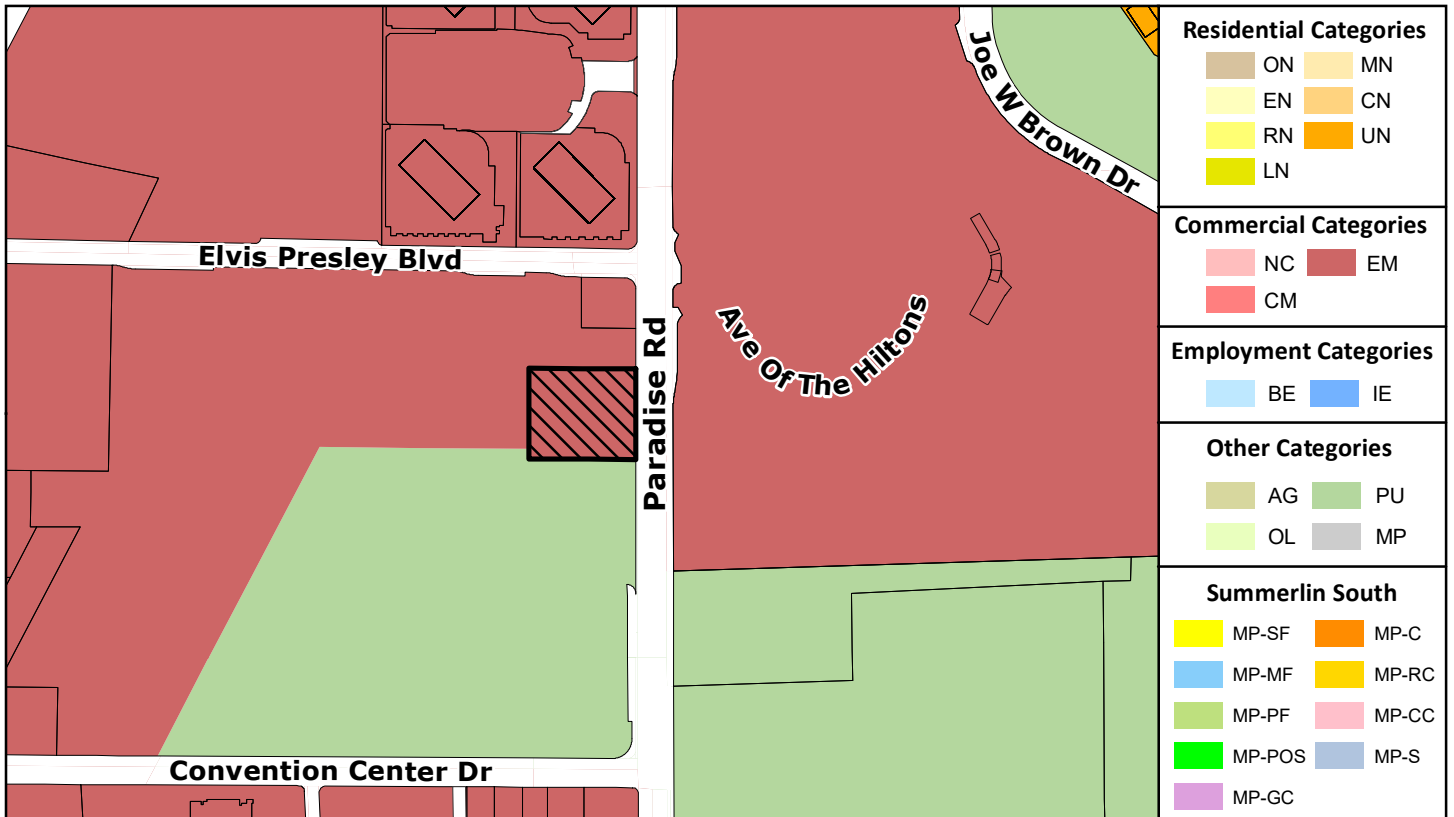 Joe W Brown Dr
Elvis Presley Blvd
Ave Of The Hiltons
Paradise Rd
Convention Center Dr
Residential Categories
ON MN
EN CN
RN UN
LN
Commercial Categories
NC EM
CM
Employment Categories
BE IE
Other Categories
AG PU
OL MP
Summerlin South
MP-SF MP-C
MP-MF MP-RC
MP-PF MP-CC
MP-POS MP-S
MP-GC